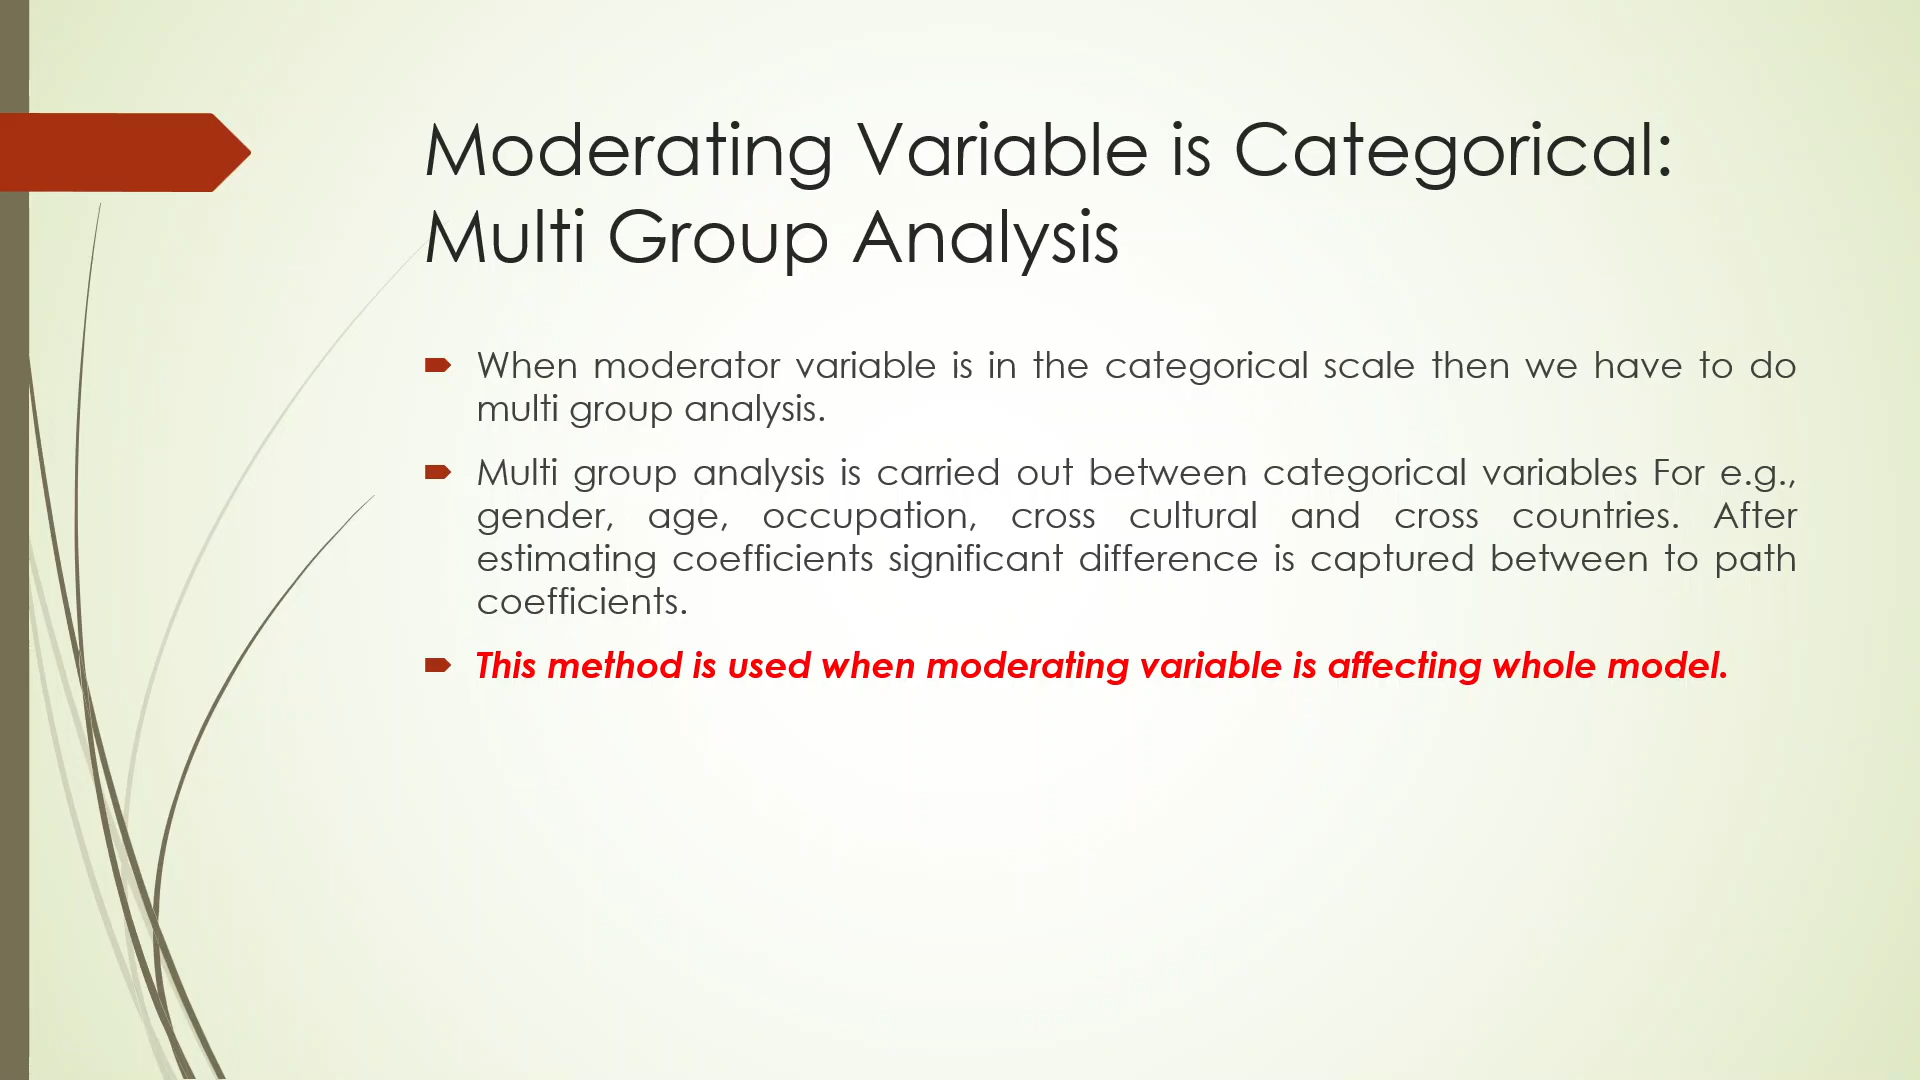 Moderating Variable is Categorical:
Multi Group Analysis
When moderator variable is in the categorical scale then we have to do
multi group analysis.
Multi group analysis is carried out between categorical variables For e.g.,
gender, age, occupation, cross cultural and cross countries. After
estimating coefficients significant difference is captured between to path
coefficients.
This method is used when moderating variable is affecting whole model.